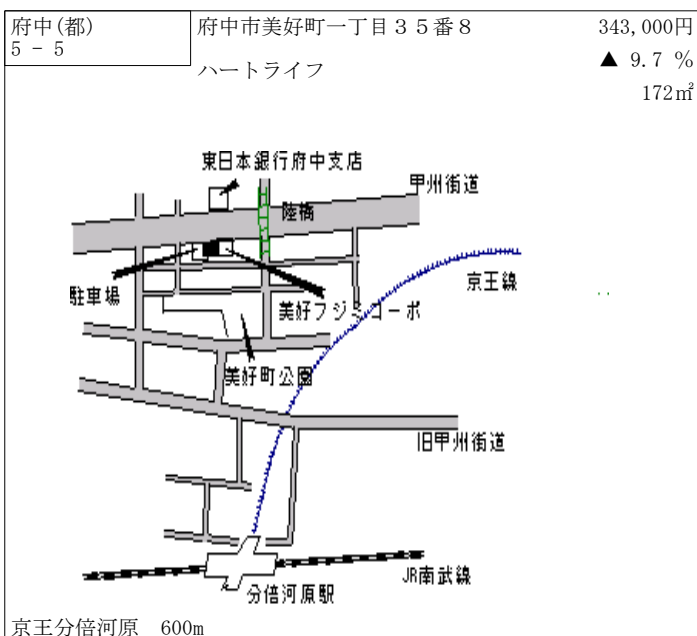 府中(都)
5 - 5
府中市美好町一丁目３５番８
ハートライフ
343,000円
▲ 9.7 %
172㎡
東日本銀行府中支店
甲州街道
陸橋
京王線
駐車場
美好フジミコーポ
美好町公園
旧甲州街道
JR南武線
分倍河原駅
京王分倍河原　600m